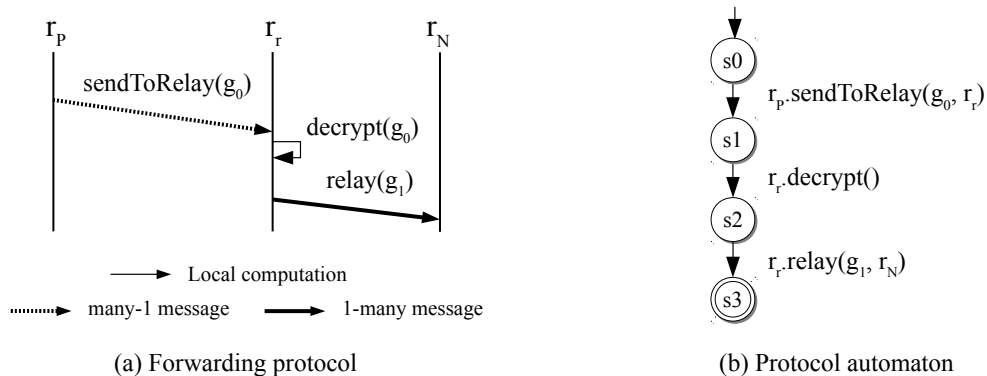 r_P r_r r_N
sendToRelay(g_0)
decrypt(g_0)
relay(g_1)
Local computation
many-1 message 1-many message
(a) Forwarding protocol
s0
r_P.sendToRelay(g_0, r_r)
s1
r_r.decrypt()
s2
r_r.relay(g_1, r_N)
s3
(b) Protocol automaton